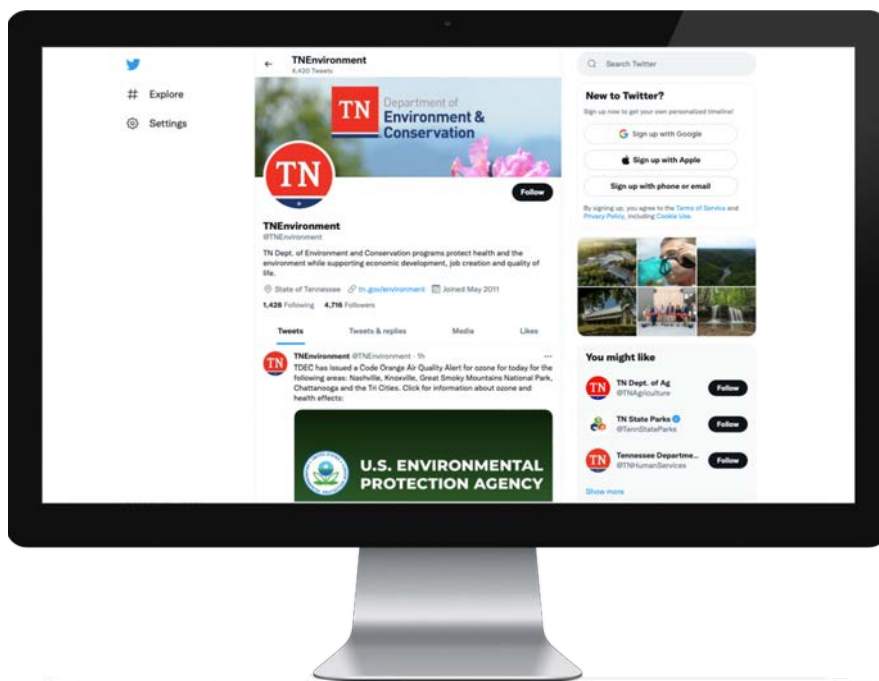 TNEnvironment
4,420 Tweets
Explore
Settings
TN
Department of
Environment &
Conservation
TN
Follow
TNEnvironment
@TNEnvironment
TN Dept. of Environment and Conservation programs protect health and the
environment while supporting economic development, job creation and quality of
life.
State of Tennessee tn.gov/environment Joined May 2011
1,428 Following 4,716 Followers
Tweets Tweets & replies Media Likes
TN
TNEnvironment @TNEnvironment · 1h
TDEC has issued a Code Orange Air Quality Alert for ozone for today for the
following areas: Nashville, Knoxville, Great Smoky Mountains National Park,
Chattanooga and the Tri Cities. Click for information about ozone and
health effects:
U.S. ENVIRONMENTAL
PROTECTION AGENCY
Search Twitter
New to Twitter?
Sign up now to get your own personalized timeline!
Sign up with Google
Sign up with Apple
Sign up with phone or email
By signing up, you agree to the Terms of Service and
Privacy Policy, including Cookie Use.
You might like
TN
TN Dept. of Ag
@TNAgriculture
Follow
TN State Parks
@TennStateParks
Follow
TN
Tennessee Departme...
@TNHumanServices
Follow
Show more